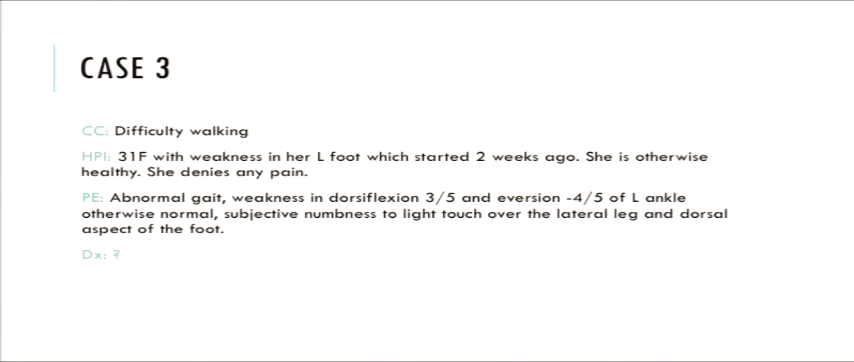 CASE 3
CC: Difficulty walking
HPI: 31F with weakness in her L foot which started 2 weeks ago. She is otherwise
healthy. She denies any pain.
PE: Abnormal gait, weakness in dorsiflexion 3/5 and eversion -4/5 of L ankle
otherwise normal, subjective numbness to light touch over the lateral leg and dorsal
aspect of the foot.
Dx: ?